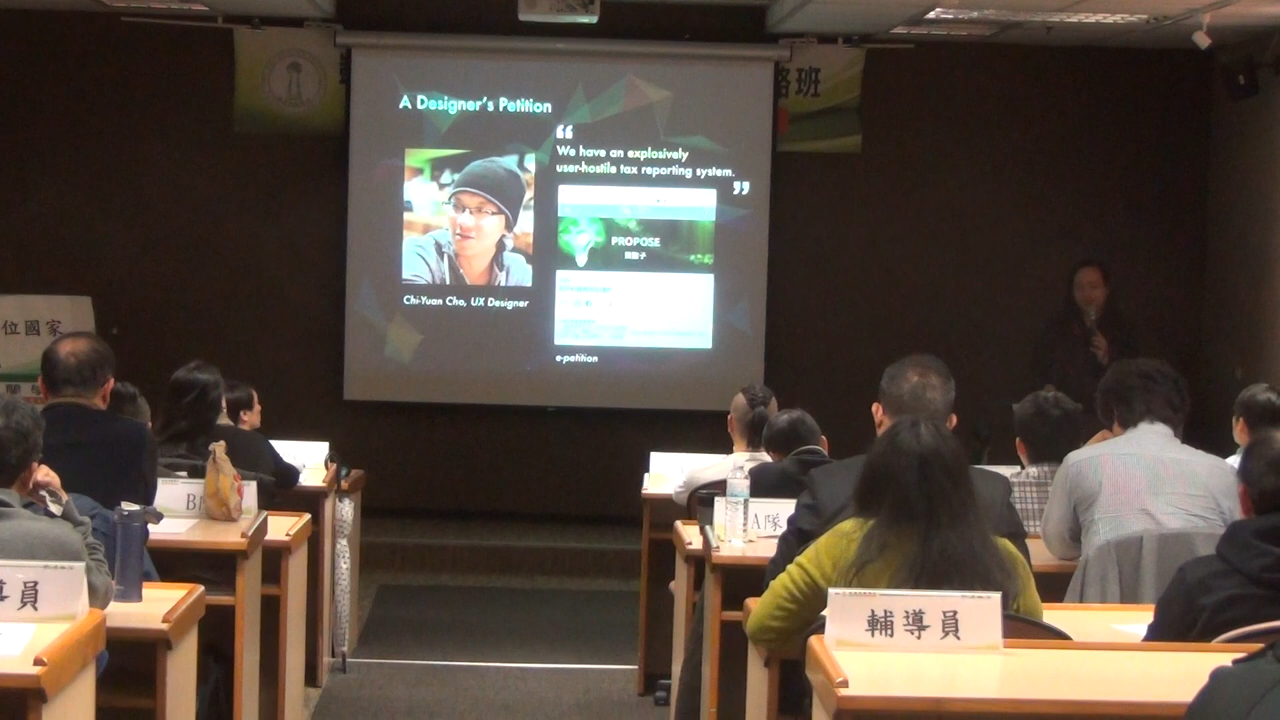 路班
A Designer's Petition
“
We have an explosively
user-hostile tax reporting system.
”
PROPOSE
Chi-Yuan Cho, UX Designer
e-petition
位國家
A隊
導員
輔導員